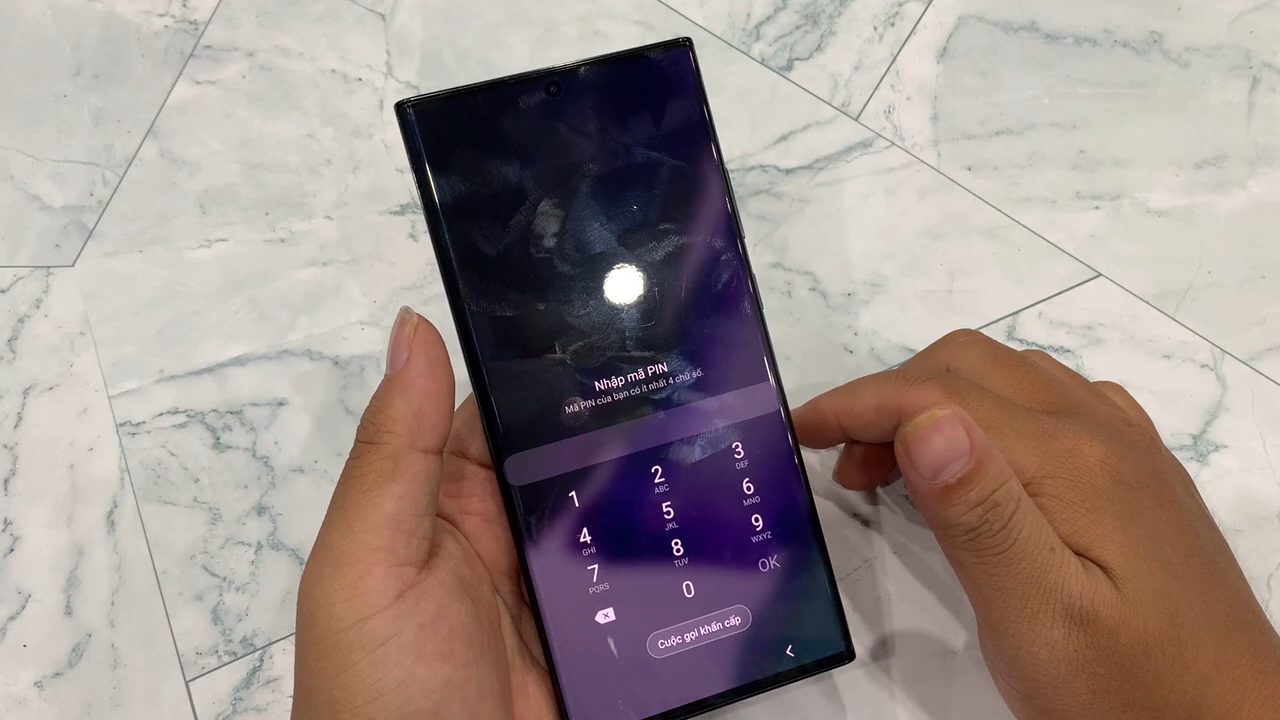 Nhập mã PIN
Mã PIN của bạn có ít nhất 4 chữ số.
1 2 ABC 3 DEF
4 GHI 5 JKL 6 MNO
7 PQRS 8 TUV 9 WXYZ
0 OK
Cuộc gọi khẩn cấp